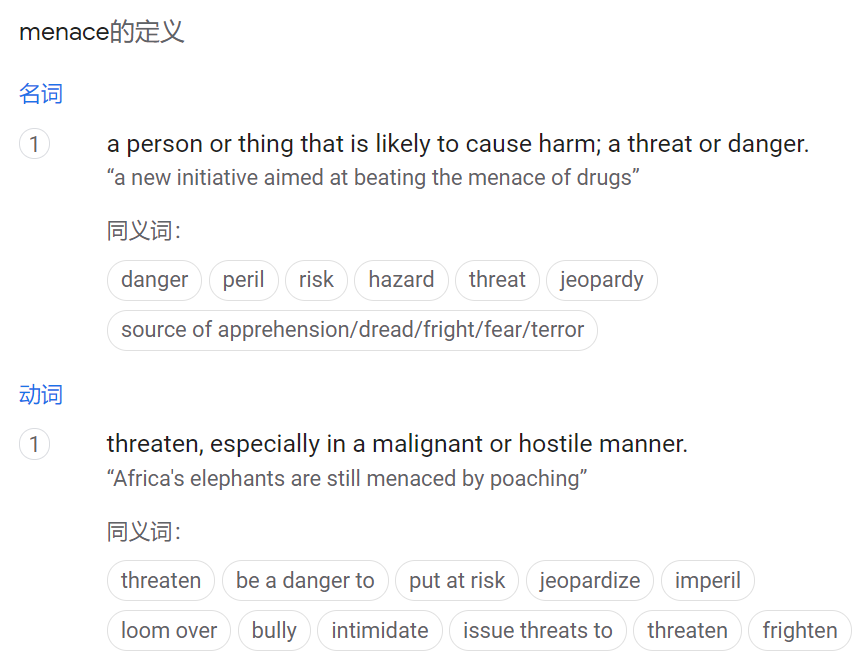 menace的定义
名词
1 a person or thing that is likely to cause harm; a threat or danger.
“a new initiative aimed at beating the menace of drugs”
同义词：
danger peril risk hazard threat jeopardy
source of apprehension/dread/fright/fear/terror
动词
1 threaten, especially in a malignant or hostile manner.
“Africa's elephants are still menaced by poaching”
同义词：
threaten be a danger to put at risk jeopardize imperil
loom over bully intimidate issue threats to threaten frighten